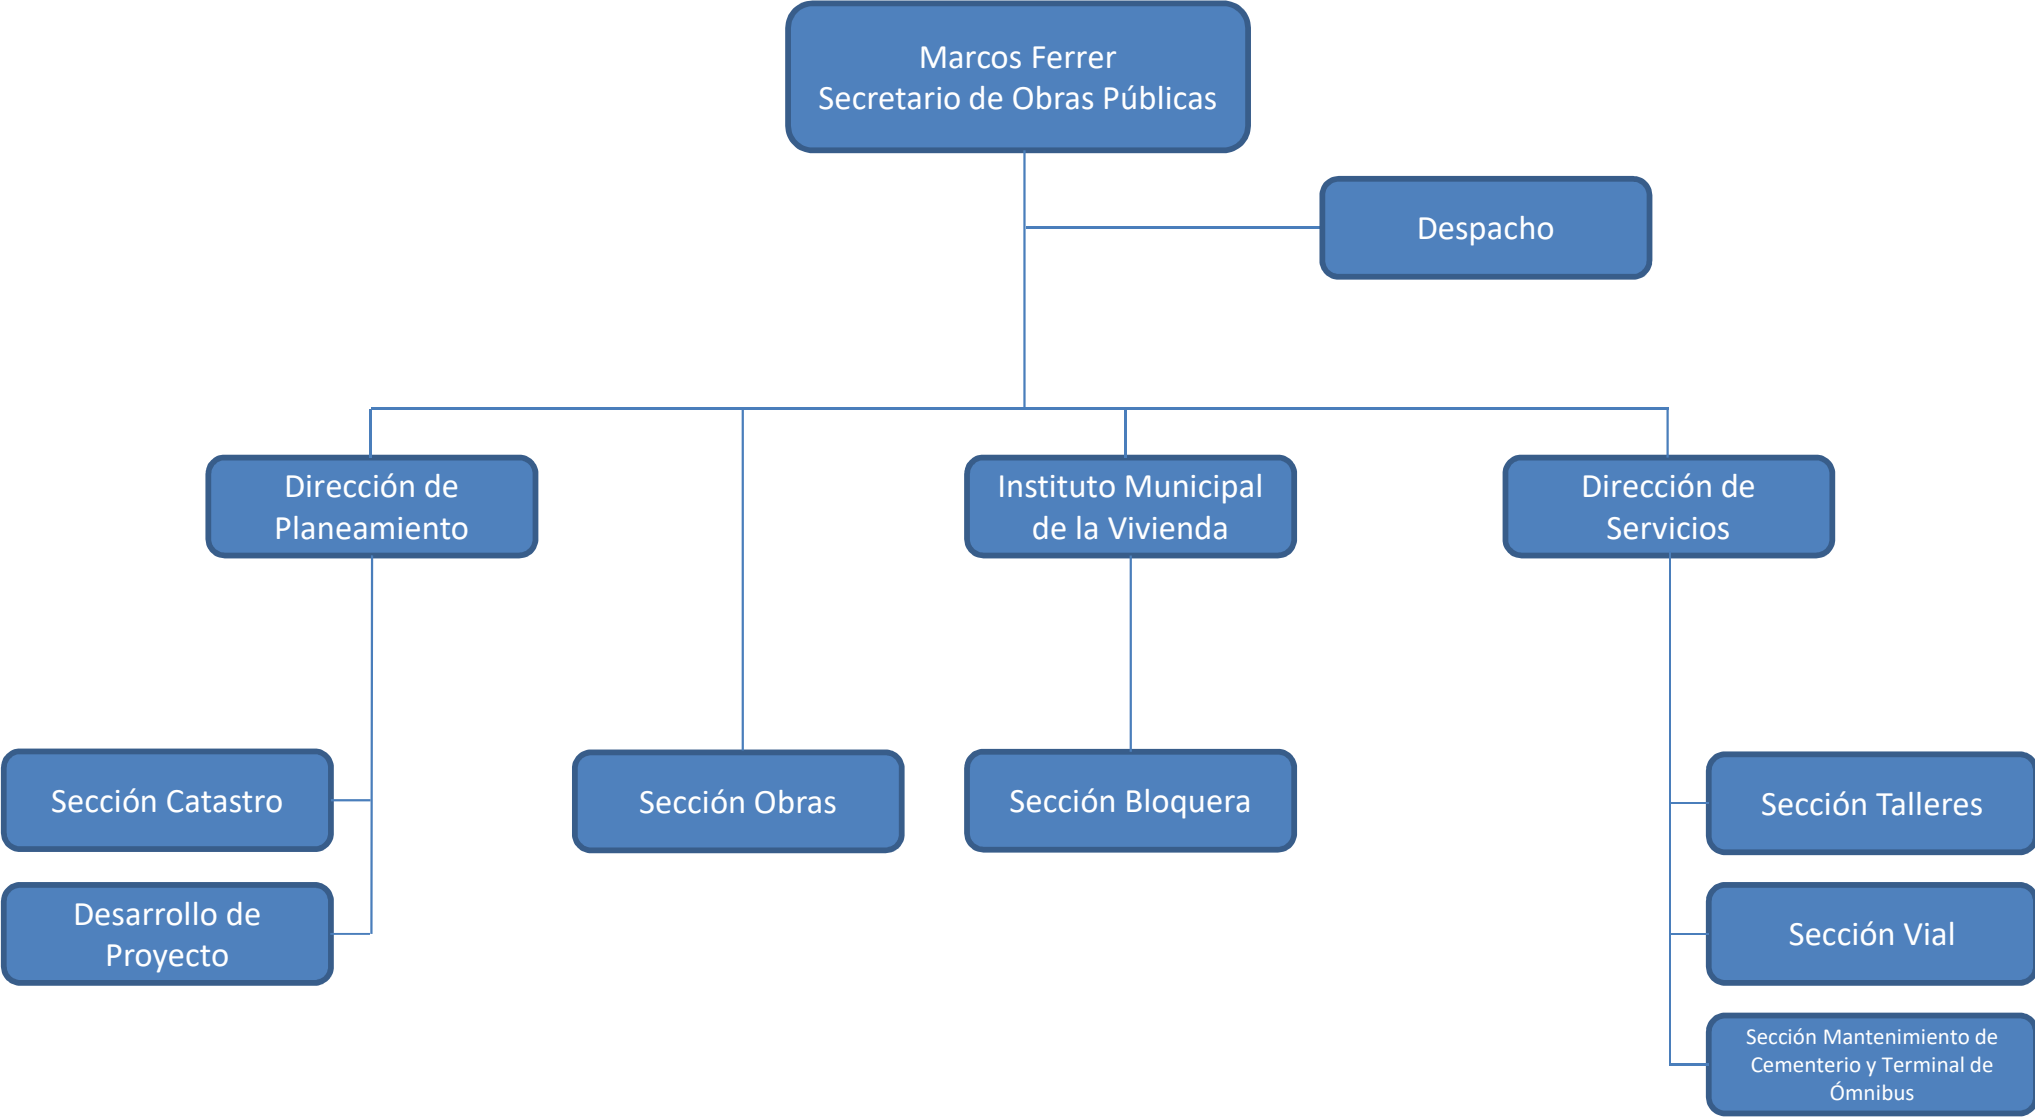 Marcos Ferrer
Secretario de Obras Públicas
Despacho
Dirección de
Planeamiento
Instituto Municipal
de la Vivienda
Dirección de
Servicios
Sección Catastro
Sección Obras
Sección Bloquera
Sección Talleres
Desarrollo de
Proyecto
Sección Vial
Sección Mantenimiento de
Cementerio y Terminal de
Ómnibus